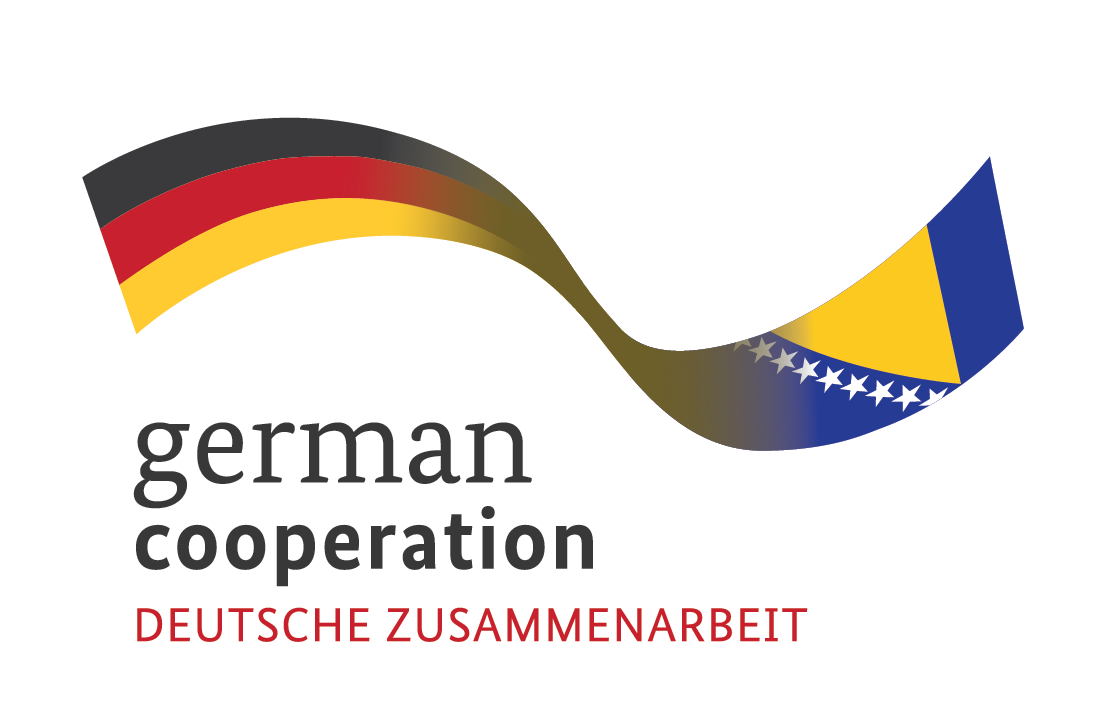 german
cooperation
DEUTSCHE ZUSAMMENARBEIT